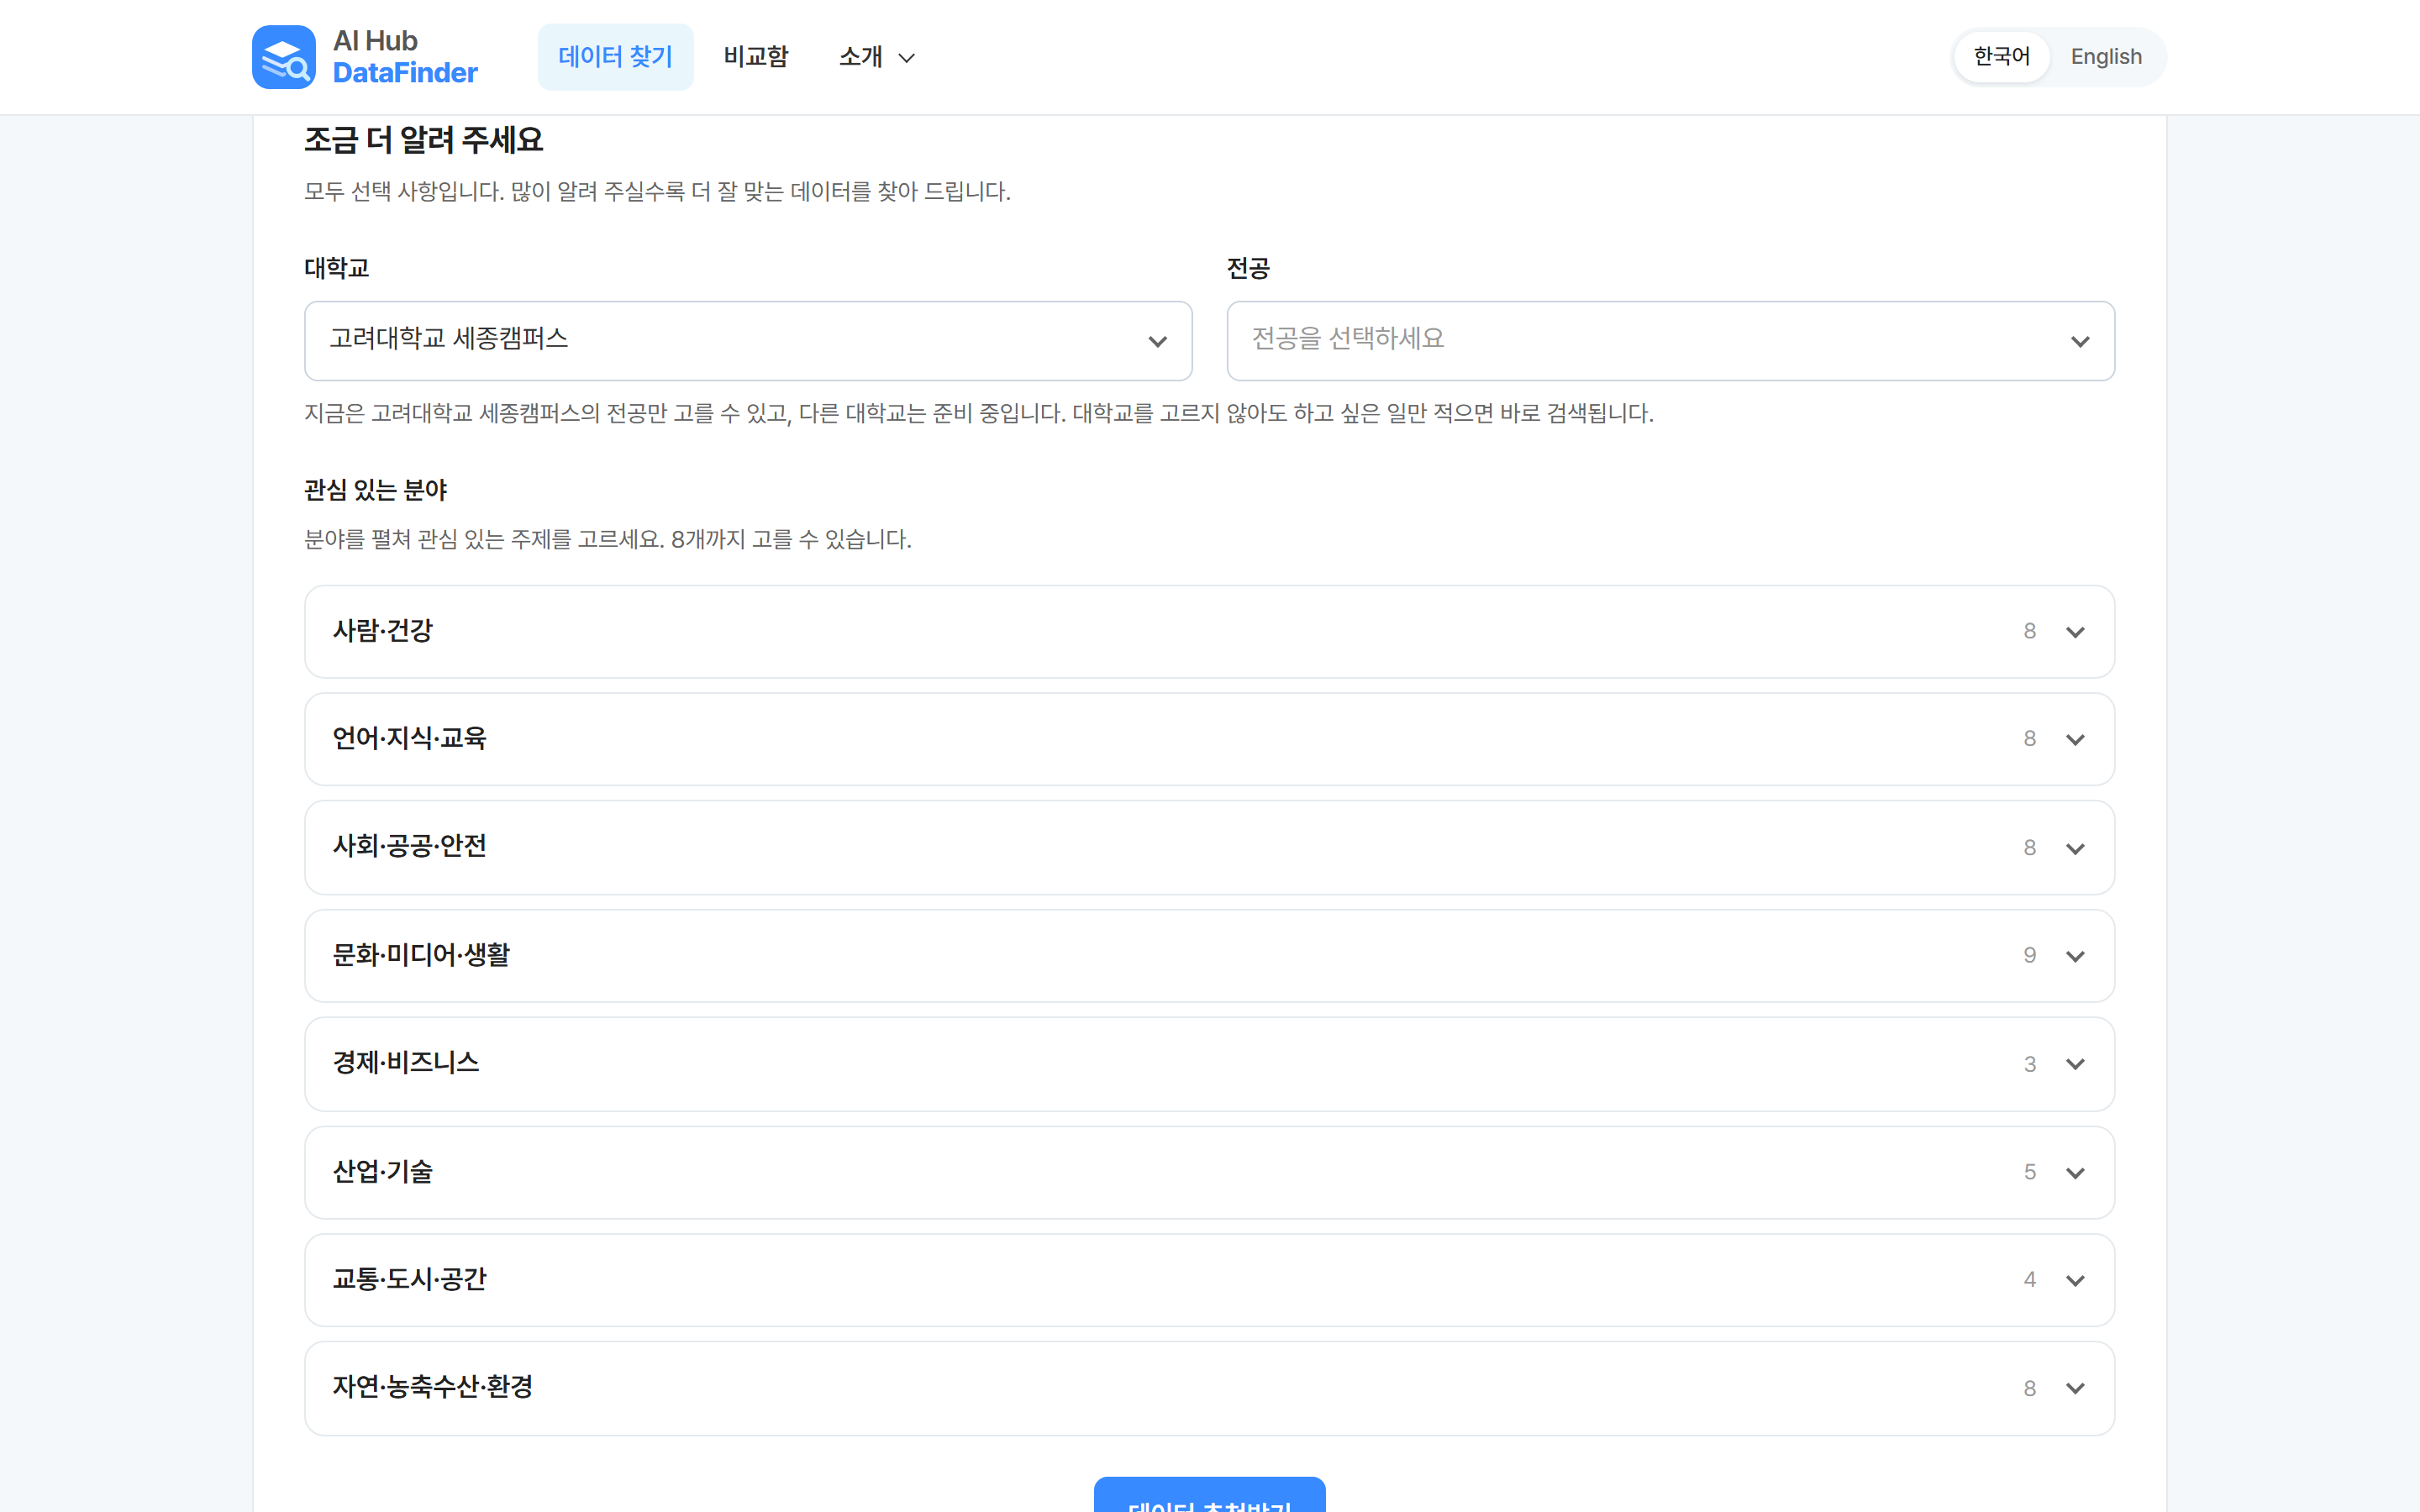 AI Hub
DataFinder
데이터 찾기
비교함
소개
한국어
English
조금 더 알려 주세요
모두 선택 사항입니다. 많이 알려 주실수록 더 잘 맞는 데이터를 찾아 드립니다.
대학교
전공
고려대학교 세종캠퍼스
전공을 선택하세요
지금은 고려대학교 세종캠퍼스의 전공만 고를 수 있고, 다른 대학교는 준비 중입니다. 대학교를 고르지 않아도 하고 싶은 일만 적으면 바로 검색됩니다.
관심 있는 분야
분야를 펼쳐 관심 있는 주제를 고르세요. 8개까지 고를 수 있습니다.
사람·건강 8
언어·지식·교육 8
사회·공공·안전 8
문화·미디어·생활 9
경제·비즈니스 3
산업·기술 5
교통·도시·공간 4
자연·농축수산·환경 8
데이터 추천받기